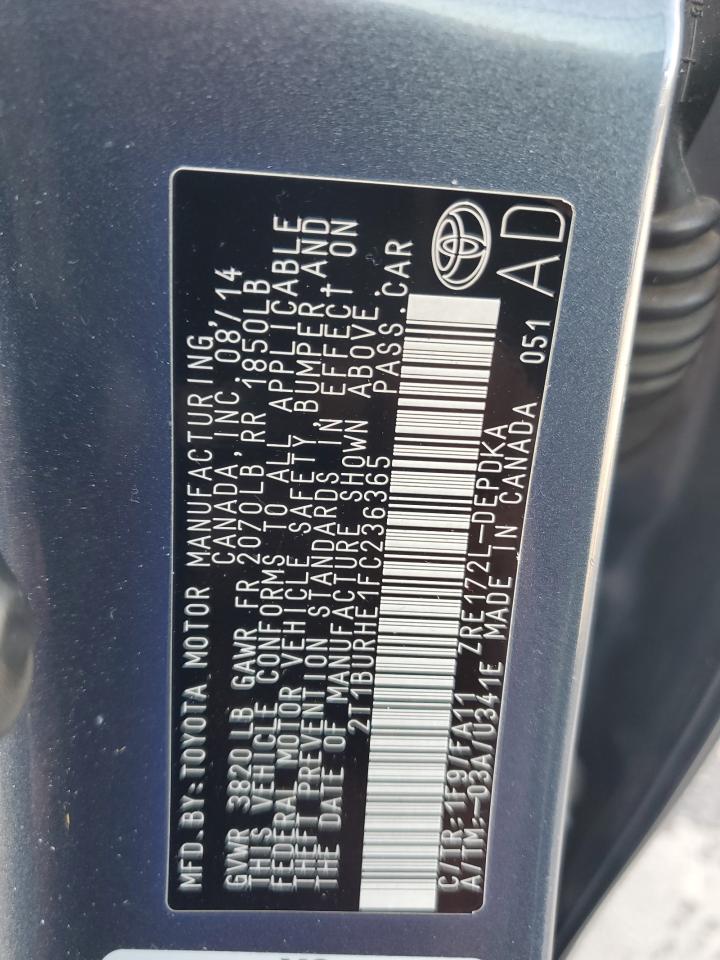 MFD.BY:TOYOTA MOTOR MANUFACTURING,
CANADA,INC. 08/14
GVWR 3820LB GAWR FR 2070LB,RR 1850LB
THIS VEHICLE CONFORMS TO ALL APPLICABLE
FEDERAL MOTOR VEHICLE SAFETY, BUMPER,AND
THEFT PREVENTION STANDARDS IN EFFECT ON
THE DATE OF MANUFACTURE SHOWN ABOVE.
2T1BURHE1FC236365 PASS.CAR
C/TR:1F9/FA11 ZRE172L-DEPDKA
A/TM:-03A/U341E MADE IN CANADA 051
AD